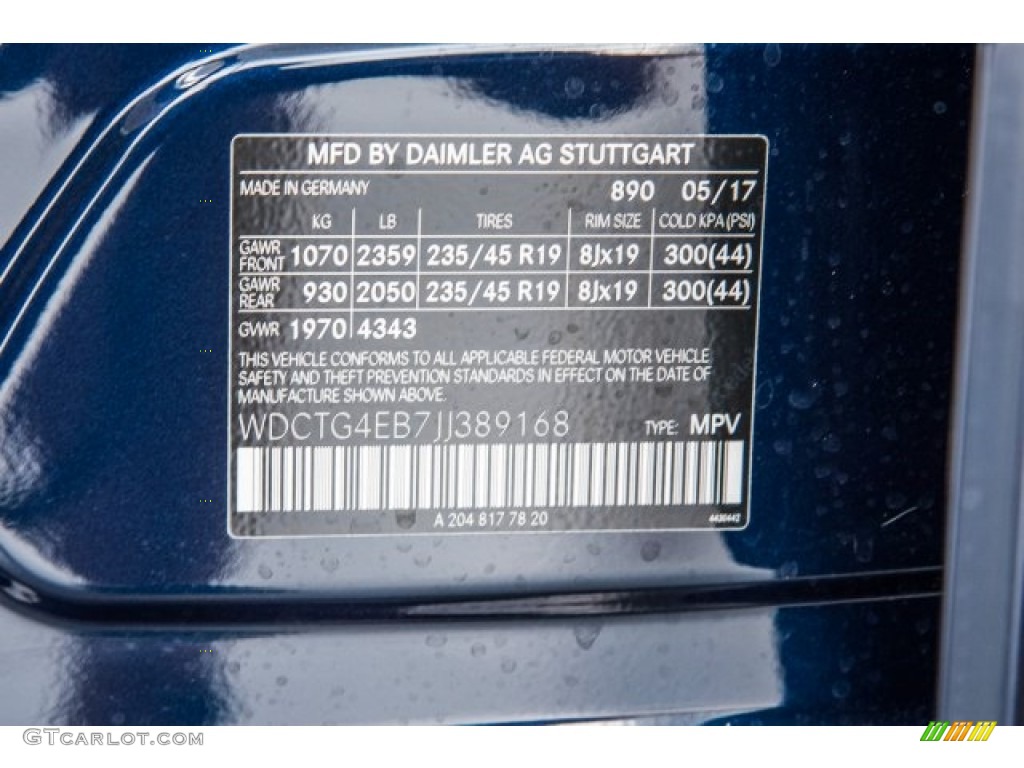 MFD BY DAIMLER AG STUTTGART
MADE IN GERMANY 890 05/17
KG LB TIRES RIM SIZE COLD KPA (PSI)
GAWR FRONT 1070 2359 235/45 R19 8Jx19 300(44)
GAWR REAR 930 2050 235/45 R19 8Jx19 300(44)
GVWR 1970 4343
THIS VEHICLE CONFORMS TO ALL APPLICABLE FEDERAL MOTOR VEHICLE
SAFETY AND THEFT PREVENTION STANDARDS IN EFFECT ON THE DATE OF
MANUFACTURE SHOWN ABOVE.
WDCTG4EB7JJ389168 TYPE: MPV
A 204 817 78 20
GTCarlot.com